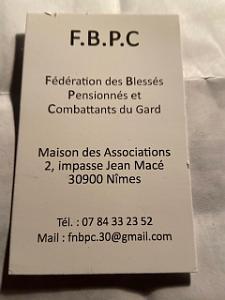 F.B.P.C
Fédération des Blessés
Pensionnés et
Combattants du Gard
Maison des Associations
2, impasse Jean Macé
30900 Nîmes
Tél. : 07 84 33 23 52
Mail : fnbpc.30@gmail.com